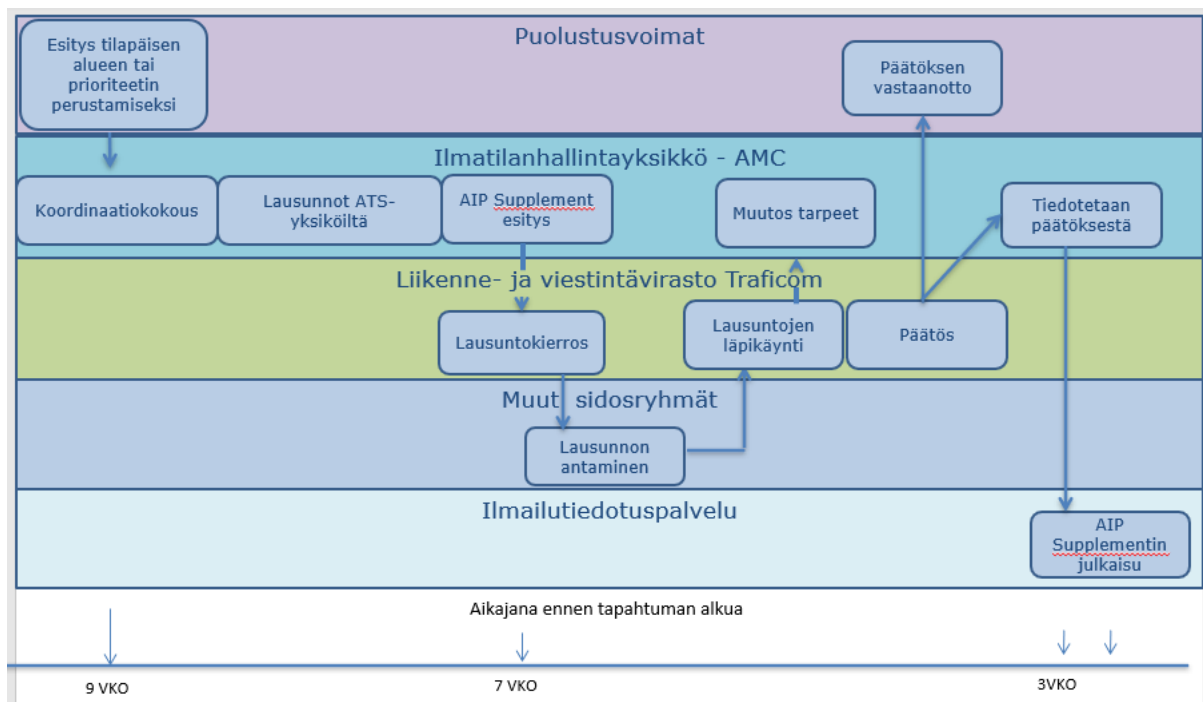 Puolustusvoimat
Esitys tilapäisen
alueen tai
prioriteetin
perustamiseksi
Päätöksen
vastaanotto
Ilmatilanhallintayksikkö - AMC
Koordinaatiokokous
Lausunnot ATS-
yksiköiltä
AIP Supplement
esitys
Muutos tarpeet
Tiedotetaan
päätöksestä
Liikenne- ja viestintävirasto Traficom
Lausuntokierros
Lausuntojen
läpikäynti
Päätös
Muut sidosryhmät
Lausunnon
antaminen
Ilmailutiedotuspalvelu
AIP
Supplementin
julkaisu
Aikajana ennen tapahtuman alkua
9 VKO
7 VKO
3VKO